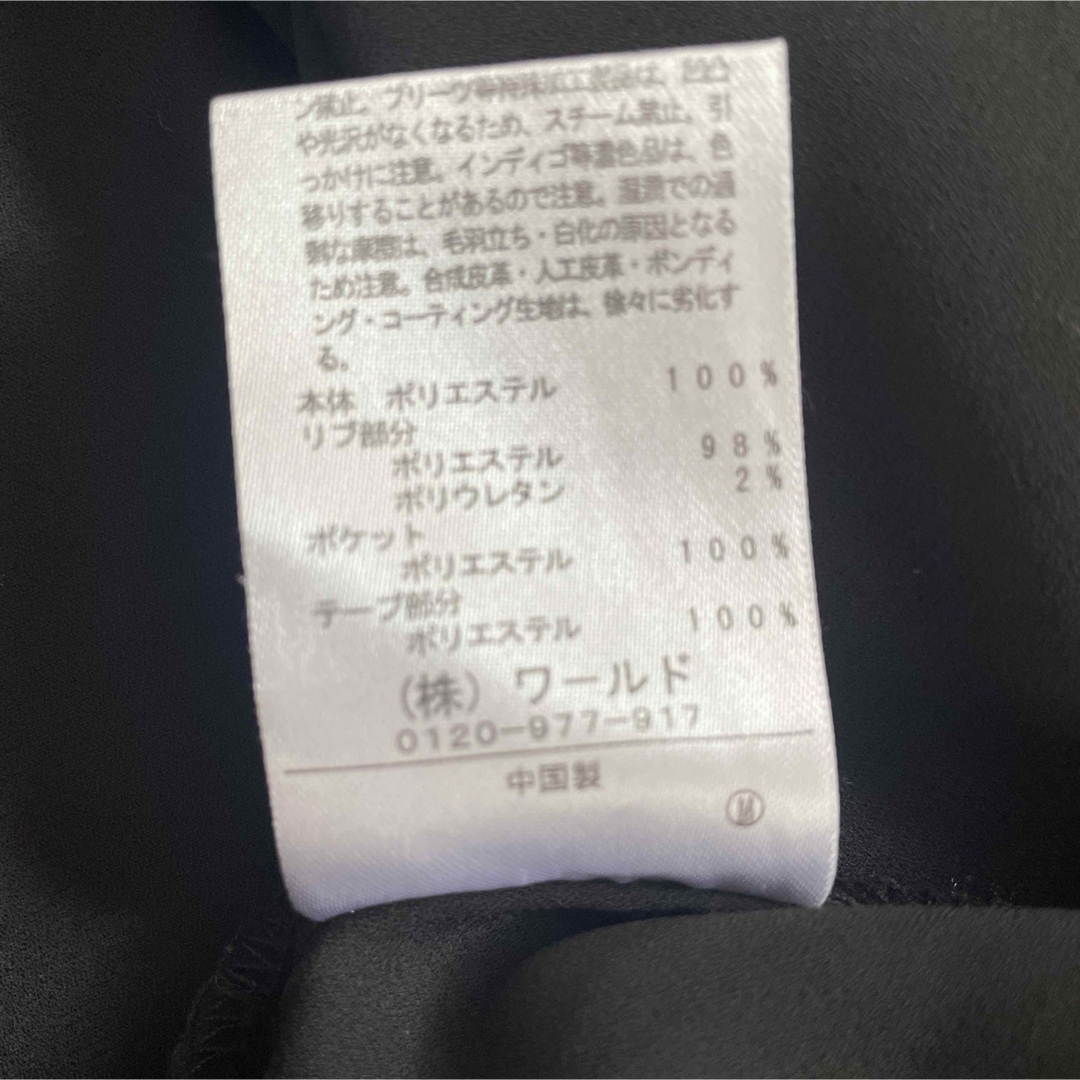 ン禁止。プリーツ等特殊加工製品は、凹凸
や光沢がなくなるため、スチーム禁止。引
っかけに注意。インディゴ等濃色品は、色
移りすることがあるので注意。湿潤での過
剰な摩擦は、毛羽立ち・白化の原因となる
ため注意。合成皮革・人工皮革・ボンディ
ング・コーティング生地は、徐々に劣化す
る。
本体 ポリエステル 100%
リブ部分
ポリエステル 98%
ポリウレタン 2%
ポケット
ポリエステル 100%
テープ部分
ポリエステル 100%
(株) ワールド
0120-977-917
中国製